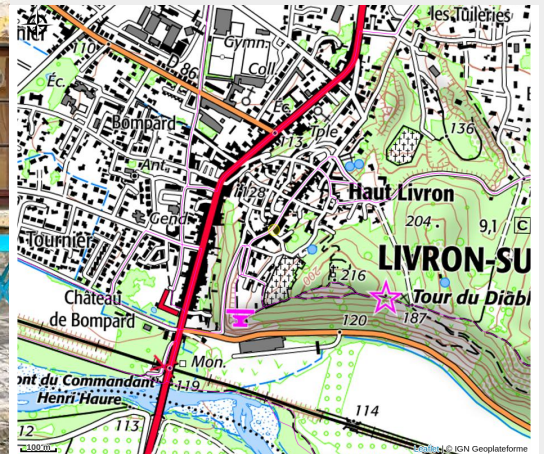 les Tuileries
Gymn.
110
D 86
Coll
Éc.
Éc.
Bompard
136
Tple
113
Ant.
128
Haut Livron
Gend.
204
9,1 C
Tournier
LIVRON-SU
216
200
Château
de Bompard
Tour du Diabl
187
120
Mon.
ont du Commandant
Henri Faure
119
114
12
113
100 m
Leaflet | © IGN Geoplateforme